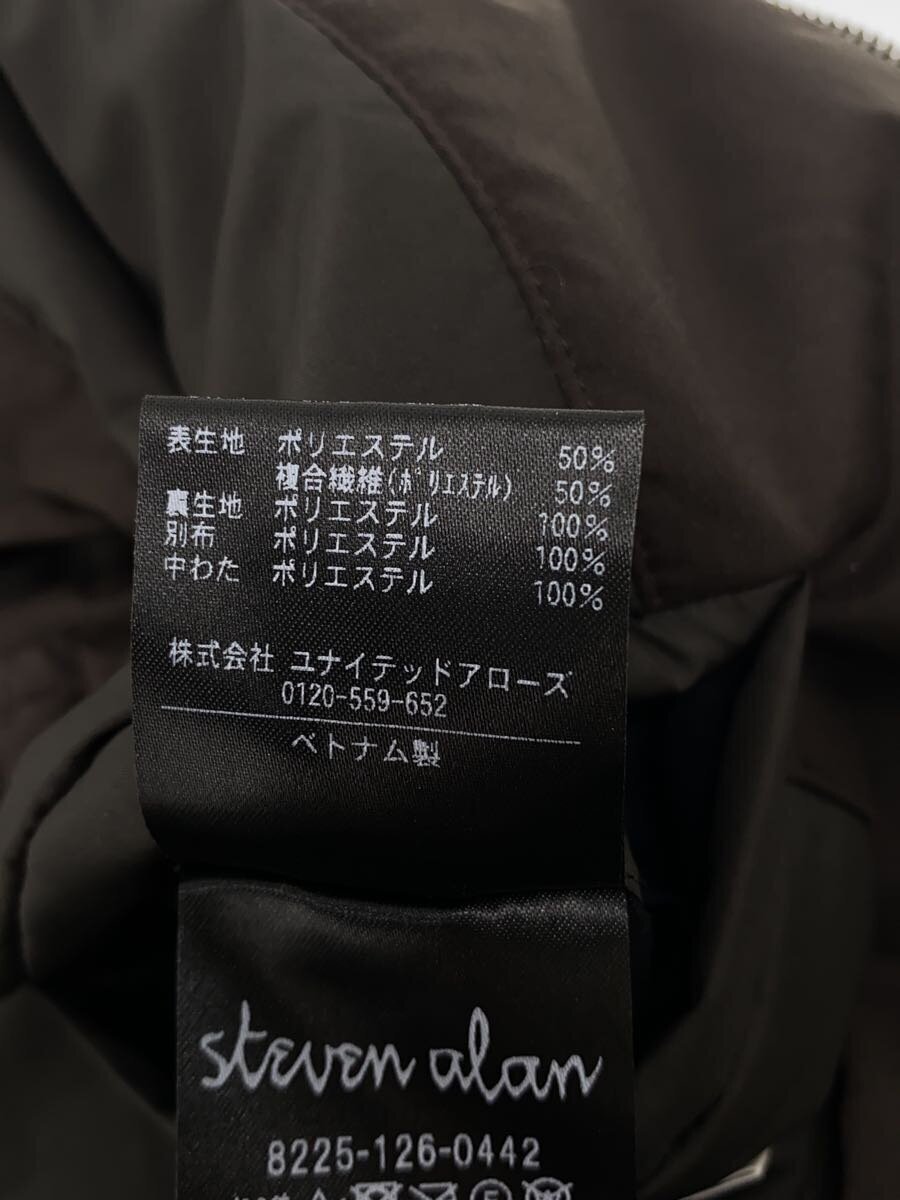 表生地 ポリエステル 50%
複合繊維(ポリエステル) 50%
裏生地 ポリエステル 100%
別布 ポリエステル 100%
中わた ポリエステル 100%
株式会社 ユナイテッドアローズ
0120-559-652
ベトナム製
steven alan
8225-126-0442